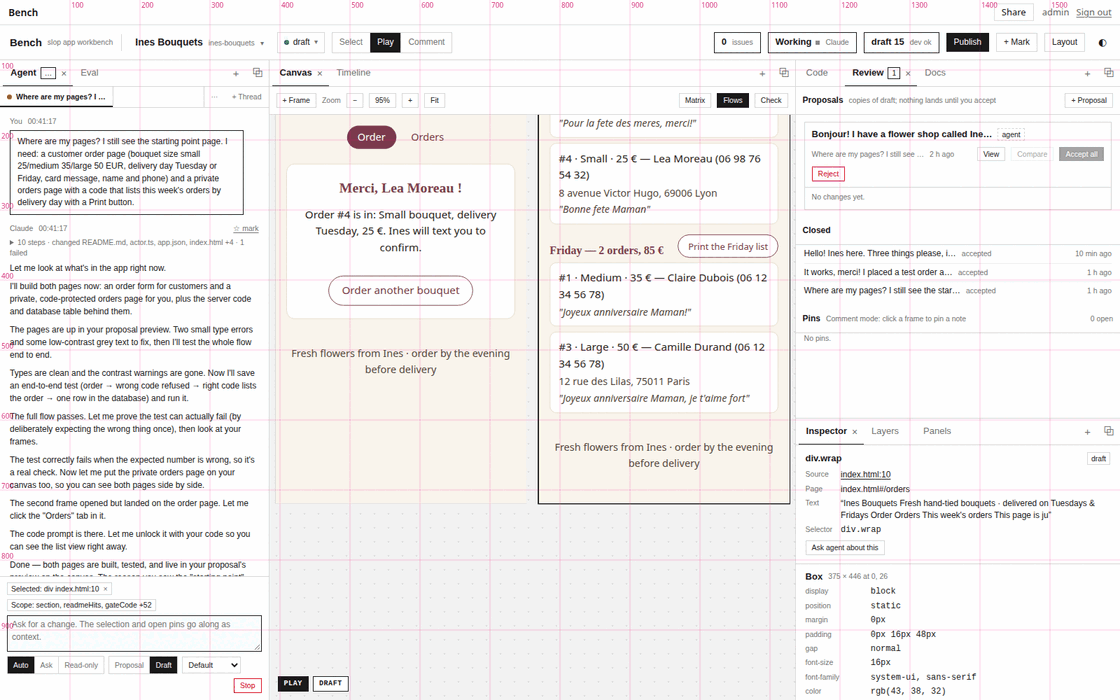 Bench
Share admin Sign out
Bench slop app workbench Ines Bouquets ines-bouquets draft Select Play Comment 0 issues Working Claude draft 15 dev ok Publish + Mark Layout
Agent ... × Eval +
Where are my pages? I ... ··· + Thread
You 00:41:17
Where are my pages? I still see the starting point page. I
need: a customer order page (bouquet size small
25/medium 35/large 50 EUR, delivery day Tuesday or
Friday, card message, name and phone) and a private
orders page with a code that lists this week's orders by
delivery day with a Print button.
Claude 00:41:17 ☆ mark
▶ 10 steps · changed README.md, actor.ts, app.json, index.html +4 · 1
failed
Let me look at what's in the app right now.
I'll build both pages now: an order form for customers and a
private, code-protected orders page for you, plus the server code
and database table behind them.
The pages are up in your proposal preview. Two small type errors
and some low-contrast grey text to fix, then I'll test the whole flow
end to end.
Types are clean and the contrast warnings are gone. Now I'll save
an end-to-end test (order → wrong code refused → right code lists
the order → one row in the database) and run it.
The full flow passes. Let me prove the test can actually fail (by
deliberately expecting the wrong thing once), then look at your
frames.
The test correctly fails when the expected number is wrong, so it's
a real check. Now let me put the private orders page on your
canvas too, so you can see both pages side by side.
The second frame opened but landed on the order page. Let me
click the "Orders" tab in it.
The code prompt is there. Let me unlock it with your code so you
can see the list view right away.
Done — both pages are built, tested, and live in your proposal's
Selected: div index.html:10 ×
Scope: section, readmeHits, gateCode +52
Ask for a change. The selection and open pins go along as
context.
Auto Ask Read-only Proposal Draft Default
Stop
Canvas × Timeline +
+ Frame Zoom − 95% + Fit Matrix Flows Check
Order Orders
Merci, Lea Moreau !
Order #4 is in: Small bouquet, delivery
Tuesday, 25 €. Ines will text you to
confirm.
Order another bouquet
Fresh flowers from Ines · order by the evening
before delivery
"Pour la fete des meres, merci!"
#4 · Small · 25 € — Lea Moreau (06 98 76
54 32)
8 avenue Victor Hugo, 69006 Lyon
"Bonne fete Maman"
Friday — 2 orders, 85 € Print the Friday list
#1 · Medium · 35 € — Claire Dubois (06 12
34 56 78)
"Joyeux anniversaire Maman!"
#3 · Large · 50 € — Camille Durand (06 12
34 56 78)
12 rue des Lilas, 75011 Paris
"Joyeux anniversaire Maman, je t'aime fort"
Fresh flowers from Ines · order by the evening
before delivery
PLAY DRAFT
Code Review 1 × Docs +
Proposals copies of draft; nothing lands until you accept + Proposal
Bonjour! I have a flower shop called Ine... agent
Where are my pages? I still see ... 2 h ago View Compare Accept all
Reject
No changes yet.
Closed
Hello! Ines here. Three things please, i... accepted 10 min ago
It works, merci! I placed a test order a... accepted 1 h ago
Where are my pages? I still see the star... accepted 1 h ago
Pins Comment mode: click a frame to pin a note 0 open
No pins.
Inspector × Layers Panels +
div.wrap draft
Source index.html:10
Page index.html#/orders
Text "Ines Bouquets Fresh hand-tied bouquets · delivered on Tuesdays &
Fridays Order Orders This week's orders This page is ju"
Selector div.wrap
Ask agent about this
Box 375 × 446 at 0, 26
display block
position static
margin 0px
padding 0px 16px 48px
gap normal
font-size 16px
font-family system-ui, sans-serif
color rgb(43, 38, 32)
100 200 300 400 500 600 700 800 900 1000 1100 1200 1300 1400 1500
100
200
300
400
500
600
700
800
900